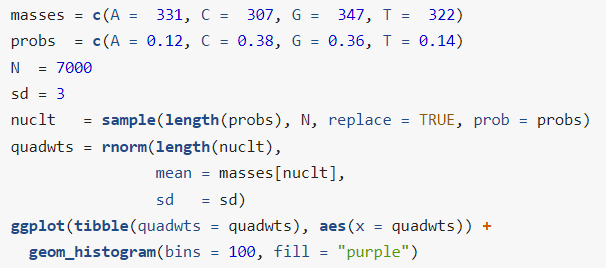 masses = c(A =  331, C =  307, G =  347, T =  322)
probs  = c(A = 0.12, C = 0.38, G = 0.36, T = 0.14)
N  = 7000
sd = 3
nuclt   = sample(length(probs), N, replace = TRUE, prob = probs)
quadwts = rnorm(length(nuclt),
                mean = masses[nuclt],
                sd   = sd)
ggplot(tibble(quadwts = quadwts), aes(x = quadwts)) +
  geom_histogram(bins = 100, fill = "purple")